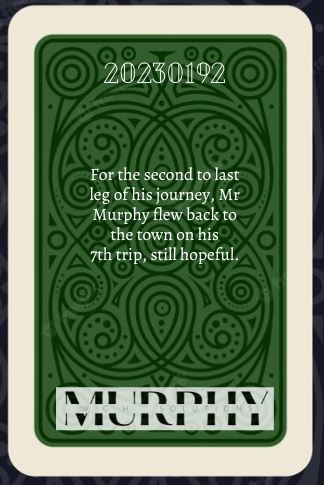 20230192
For the second to last
leg of his journey, Mr
Murphy flew back to
the town on his
7th trip, still hopeful.
MURPHY
W.C.H. SOLUTIONS